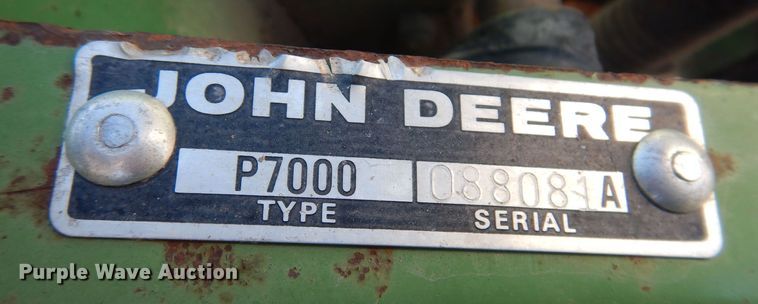 JOHN DEERE
P7000 088081A
TYPE SERIAL
Purple Wave Auction